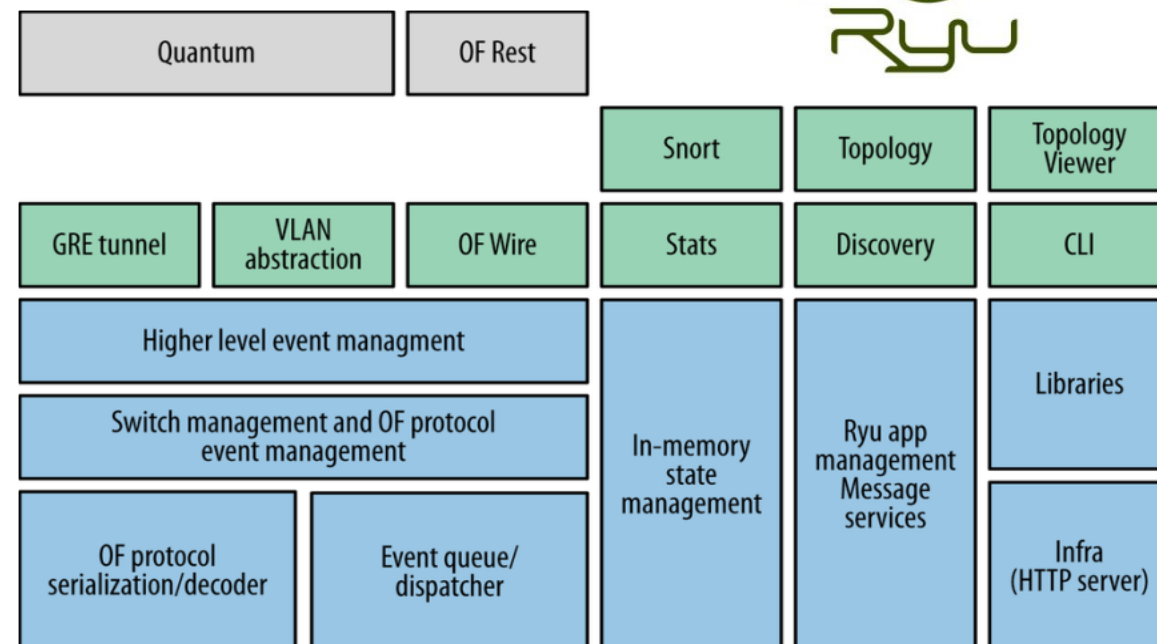 Quantum
OF Rest
Ryu
Snort
Topology
Topology
Viewer
GRE tunnel
VLAN
abstraction
OF Wire
Stats
Discovery
CLI
Higher level event managment
Switch management and OF protocol
event management
In-memory
state
management
Ryu app
management
Message
services
Libraries
OF protocol
serialization/decoder
Event queue/
dispatcher
Infra
(HTTP server)